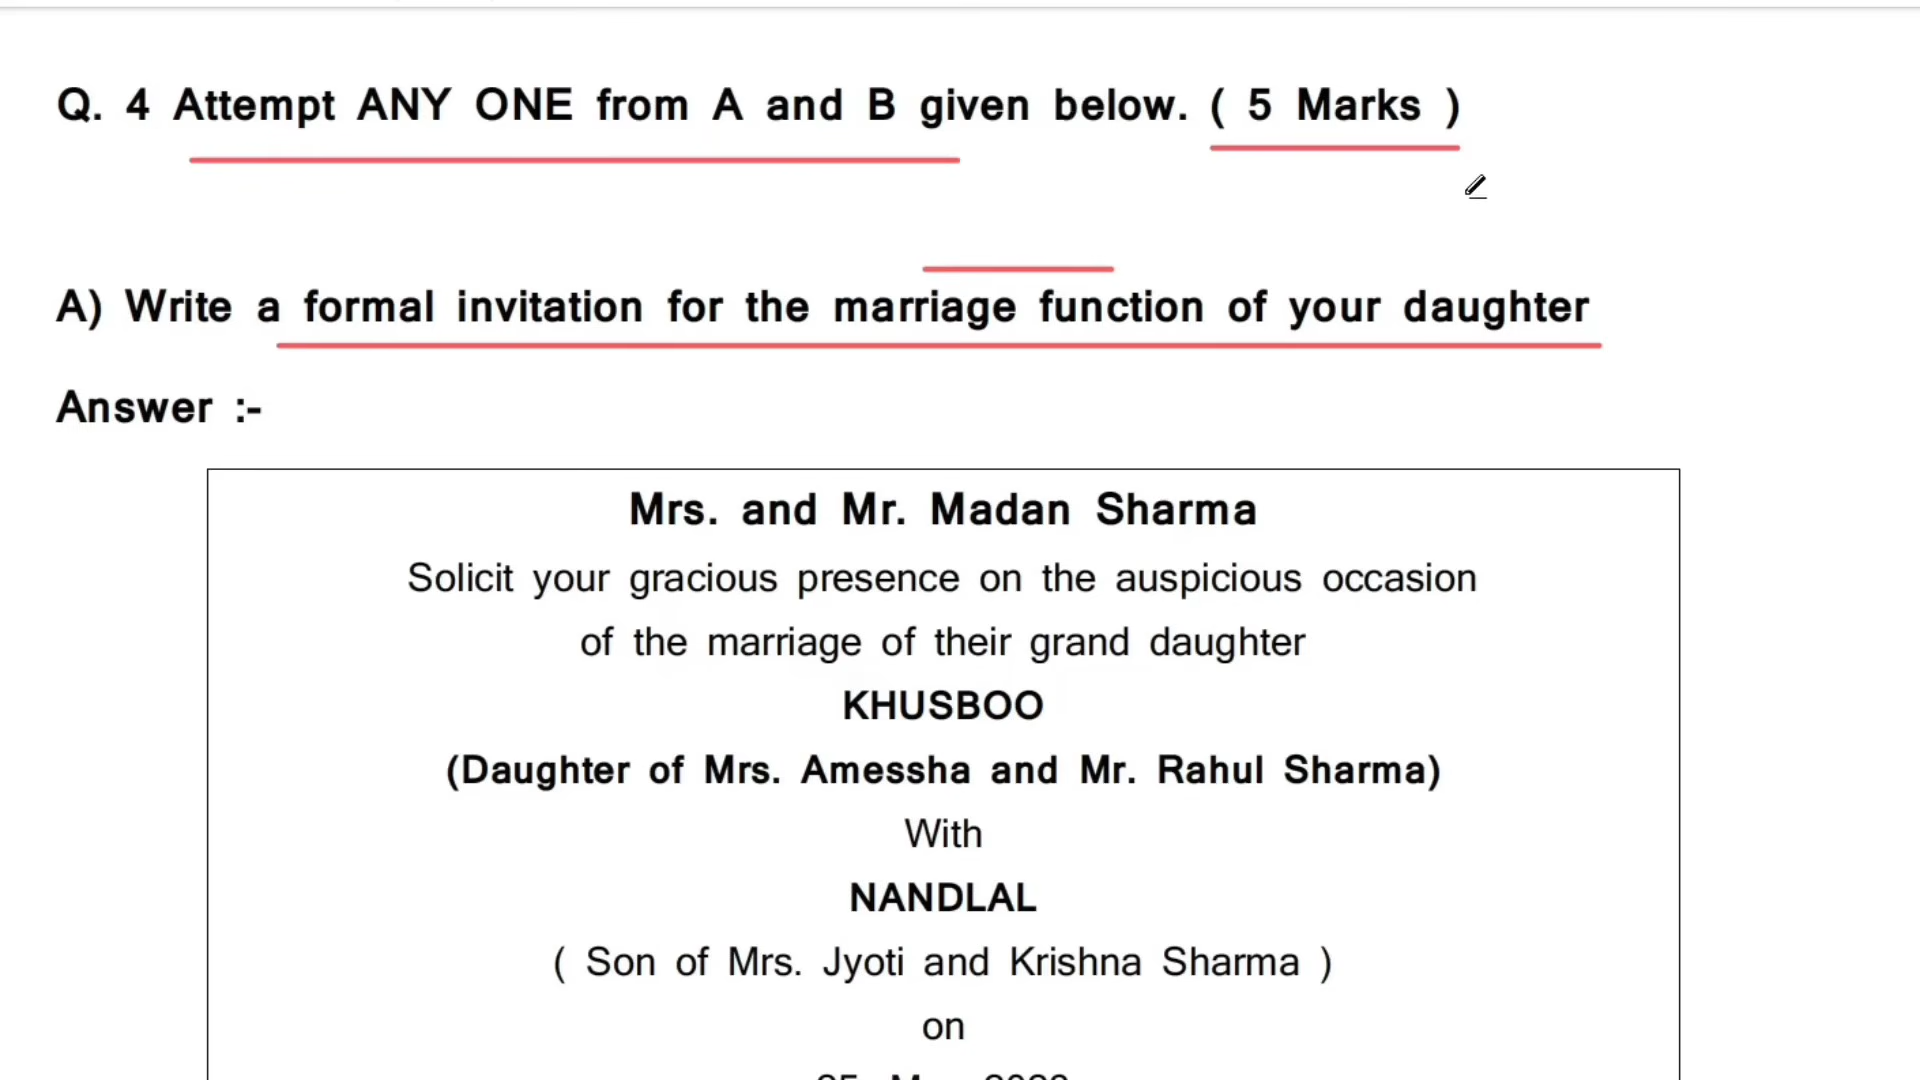 Q. 4 Attempt ANY ONE from A and B given below. ( 5 Marks )
A) Write a formal invitation for the marriage function of your daughter
Answer :-
Mrs. and Mr. Madan Sharma
Solicit your gracious presence on the auspicious occasion
of the marriage of their grand daughter
KHUSBOO
(Daughter of Mrs. Amessha and Mr. Rahul Sharma)
With
NANDLAL
( Son of Mrs. Jyoti and Krishna Sharma )
on